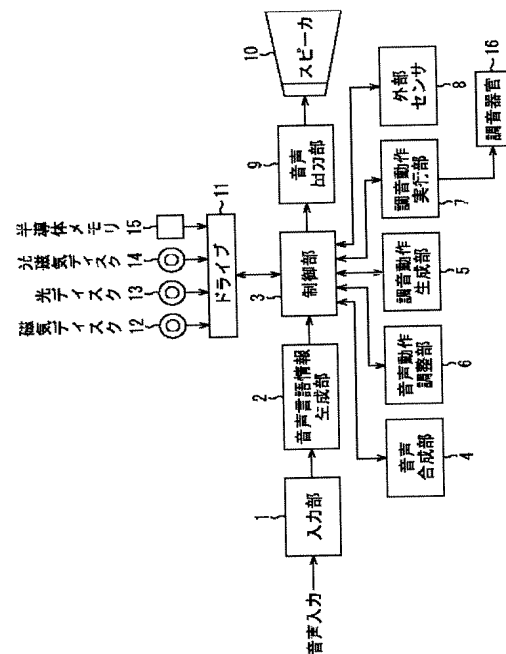 磁気ディスク
12
光ディスク
13
光磁気ディスク
14
半導体メモリ
15
ドライブ
11
音声入力
入力部
1
音声言語情報
生成部
2
制御部
3
音声
出力部
9
スピーカ
10
音声
合成部
4
音声動作
調整部
6
調音動作
生成部
5
調音動作
実行部
7
外部
センサ
8
調音器官
16